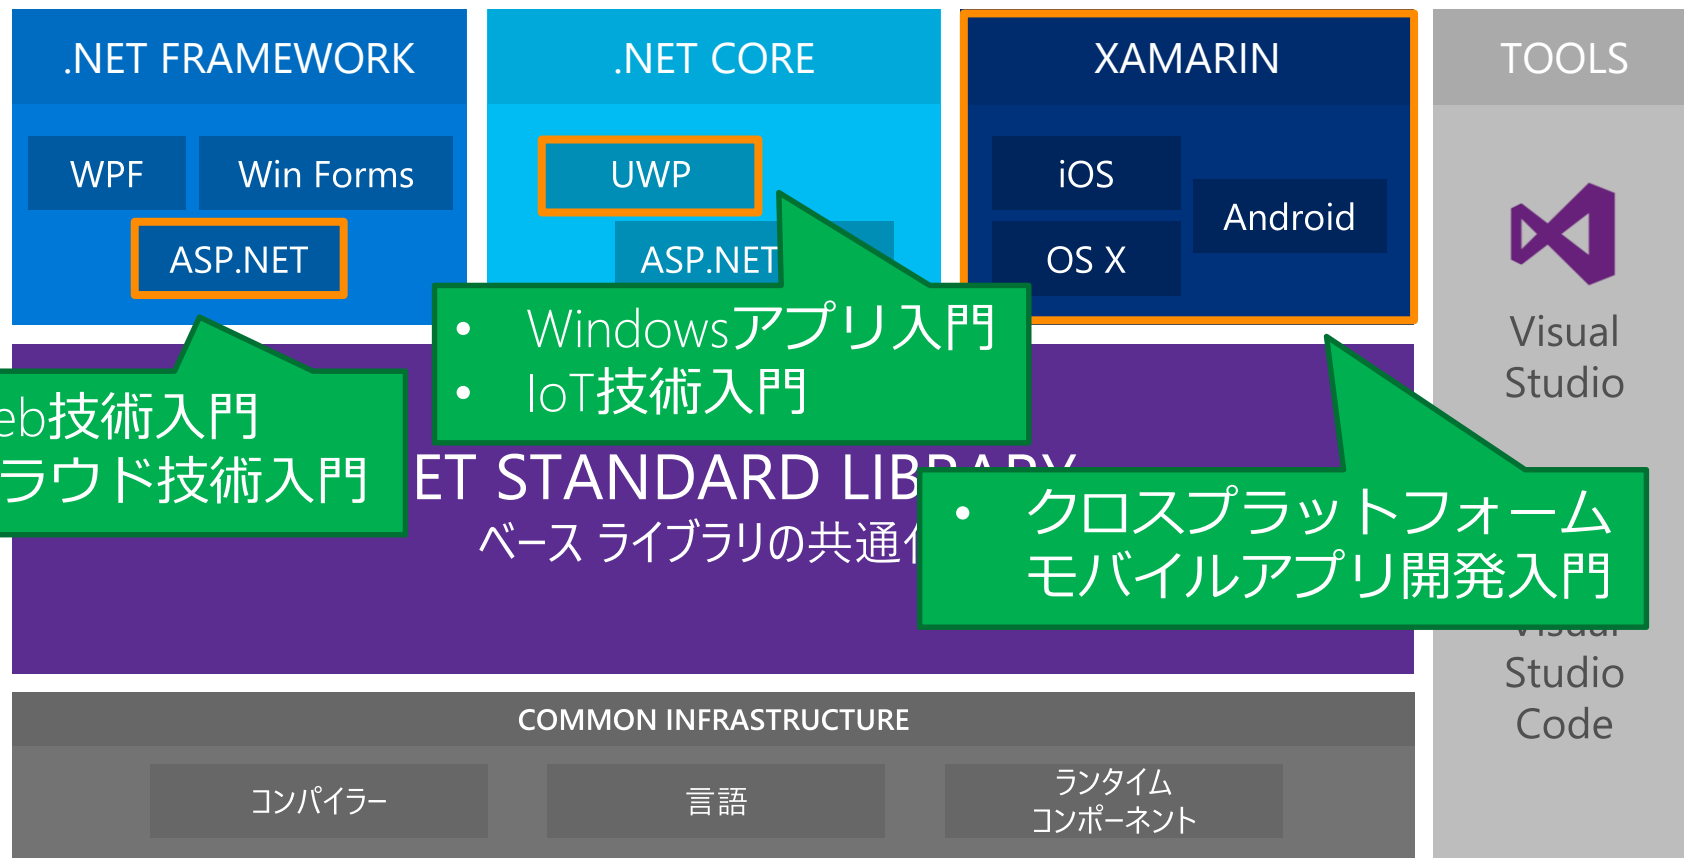 .NET FRAMEWORK
WPF
Win Forms
ASP.NET
.NET CORE
UWP
ASP.NET
XAMARIN
iOS
Android
OS X
TOOLS
Visual
Studio
Visual
Studio
Code
• Windowsアプリ入門
• IoT技術入門
eb技術入門
ラウド技術入門
ET STANDARD LIBRARY
ベース ライブラリの共通
• クロスプラットフォーム
モバイルアプリ開発入門
COMMON INFRASTRUCTURE
コンパイラー
言語
ランタイム
コンポーネント